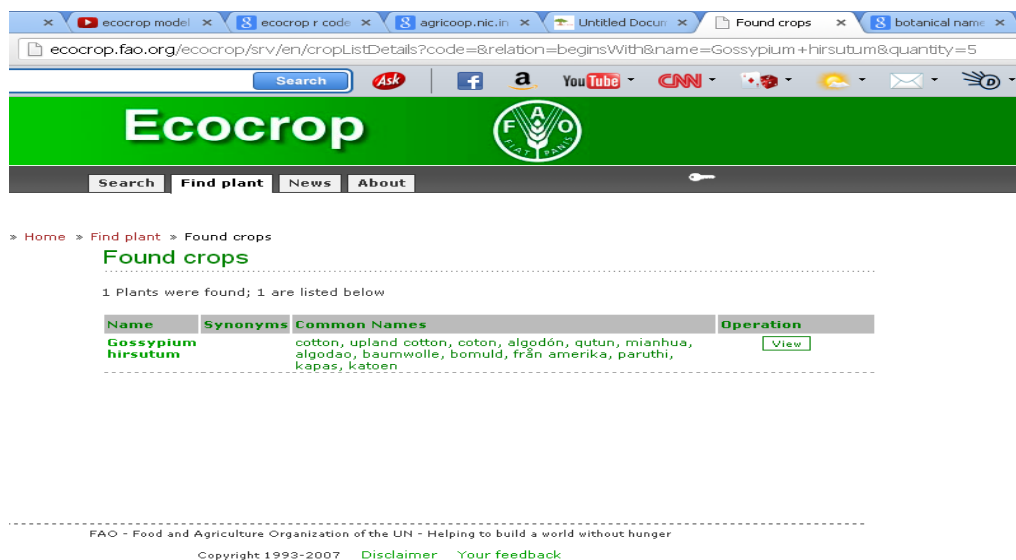 ecocrop model
ecocrop r code
agricoop.nic.in
Untitled Docun
Found crops
botanical name
ecocrop.fao.org/ecocrop/srv/en/cropListDetails?code=&relation=beginsWith&name=Gossypium+hirsutum&quantity=5
Search Ask f a You Tube CNN D
Ecocrop
F A O
FIAT PANIS
Search Find plant News About
» Home » Find plant » Found crops
Found crops
1 Plants were found; 1 are listed below
Name Synonyms Common Names Operation
Gossypium hirsutum
cotton, upland cotton, coton, algodón, qutun, mianhua,
algodao, baumwolle, bomuld, från amerika, paruthi,
kapas, katoen
View
FAO - Food and Agriculture Organization of the UN - Helping to build a world without hunger
Copyright 1993-2007 Disclaimer Your feedback